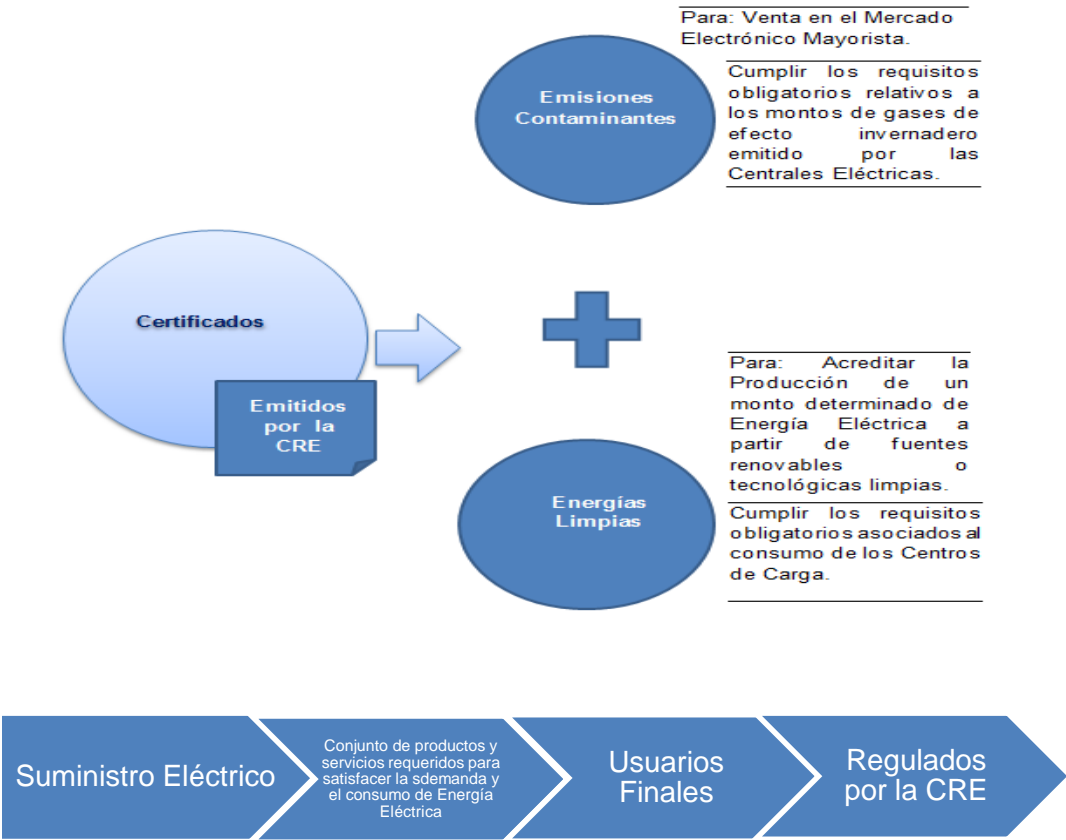 Para: Venta en el Mercado
Electrónico Mayorista.
Emisiones
Contaminantes
Cumplir los requisitos
obligatorios relativos a
los montos de gases de
efecto invernadero
emitido por las
Centrales Eléctricas.
Certificados
Emitidos
por la
CRE
Para: Acreditar la
Producción de un
monto determinado de
Energía Eléctrica a
partir de fuentes
renovables o
tecnológicas limpias.
Energías
Limpias
Cumplir los requisitos
obligatorios asociados al
consumo de los Centros
de Carga.
Suministro Eléctrico
Conjunto de productos y
servicios requeridos para
satisfacer la sdemanda y
el consumo de Energía
Eléctrica
Usuarios
Finales
Regulados
por la CRE